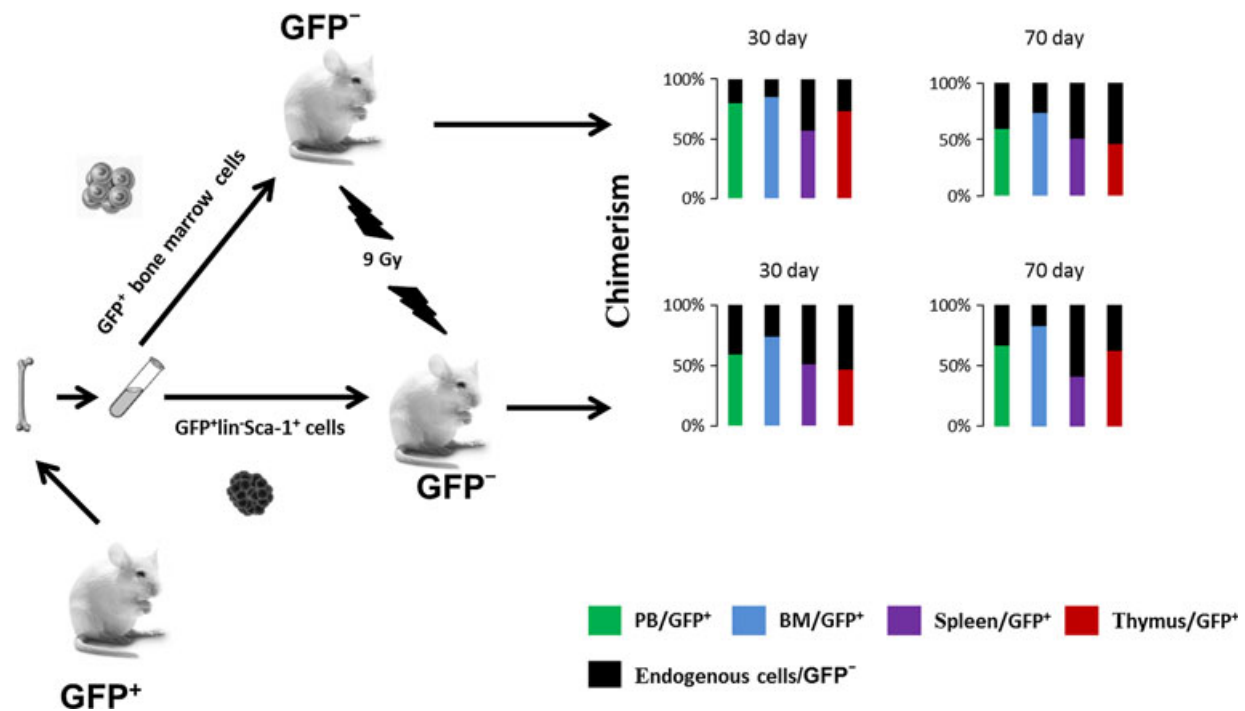 GFP⁻
30 day
70 day
100%
50%
0%
100%
50%
0%
GFP⁺ bone marrow cells
9 Gy
Chimerism
30 day
70 day
100%
50%
0%
100%
50%
0%
GFP⁺lin⁻Sca-1⁺ cells
GFP⁻
GFP⁺
PB/GFP⁺
BM/GFP⁺
Spleen/GFP⁺
Thymus/GFP⁺
Endogenous cells/GFP⁻